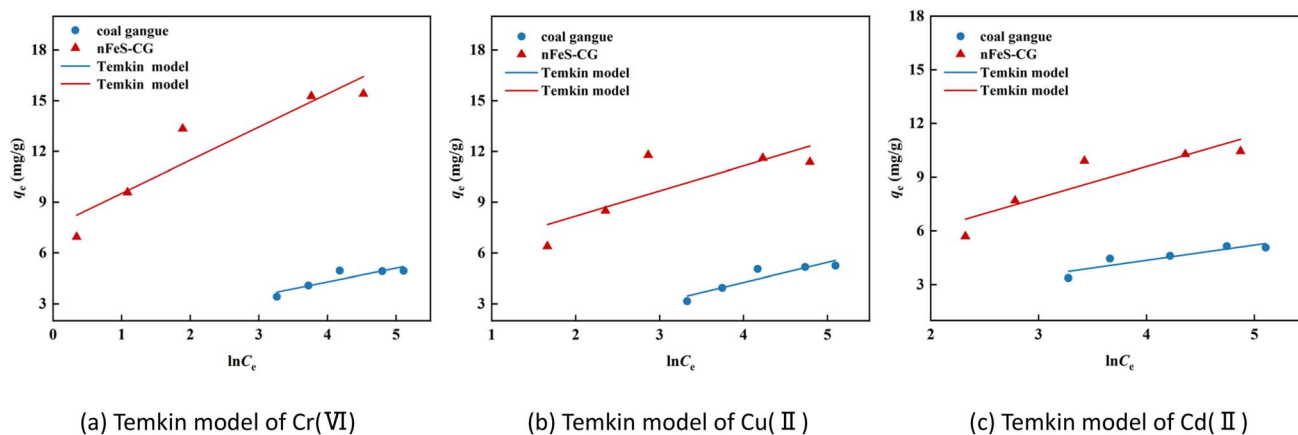 coal gangue
nFeS-CG
Temkin model
Temkin model
18
15
12
9
6
3
qe (mg/g)
0 1 2 3 4 5
lnCe
(a) Temkin model of Cr(Ⅵ)
coal gangue
nFeS-CG
Temkin model
Temkin model
18
15
12
9
6
3
qe (mg/g)
1 2 3 4 5
lnCe
(b) Temkin model of Cu(Ⅱ)
coal gangue
nFeS-CG
Temkin model
Temkin model
18
15
12
9
6
3
qe (mg/g)
2 3 4 5
lnCe
(c) Temkin model of Cd(Ⅱ)